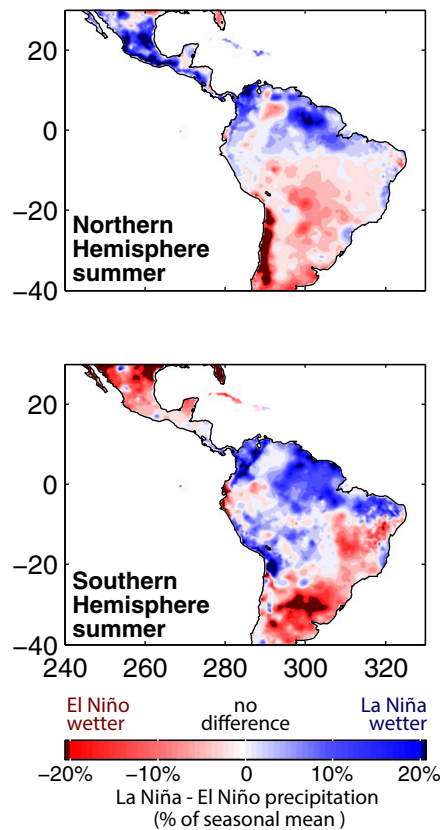 20
0
−20
−40
Northern
Hemisphere
summer
20
0
−20
−40
Southern
Hemisphere
summer
240 260 280 300 320
El Niño no La Niña
wetter difference wetter
−20% −10% 0 10% 20%
La Niña - El Niño precipitation
(% of seasonal mean )